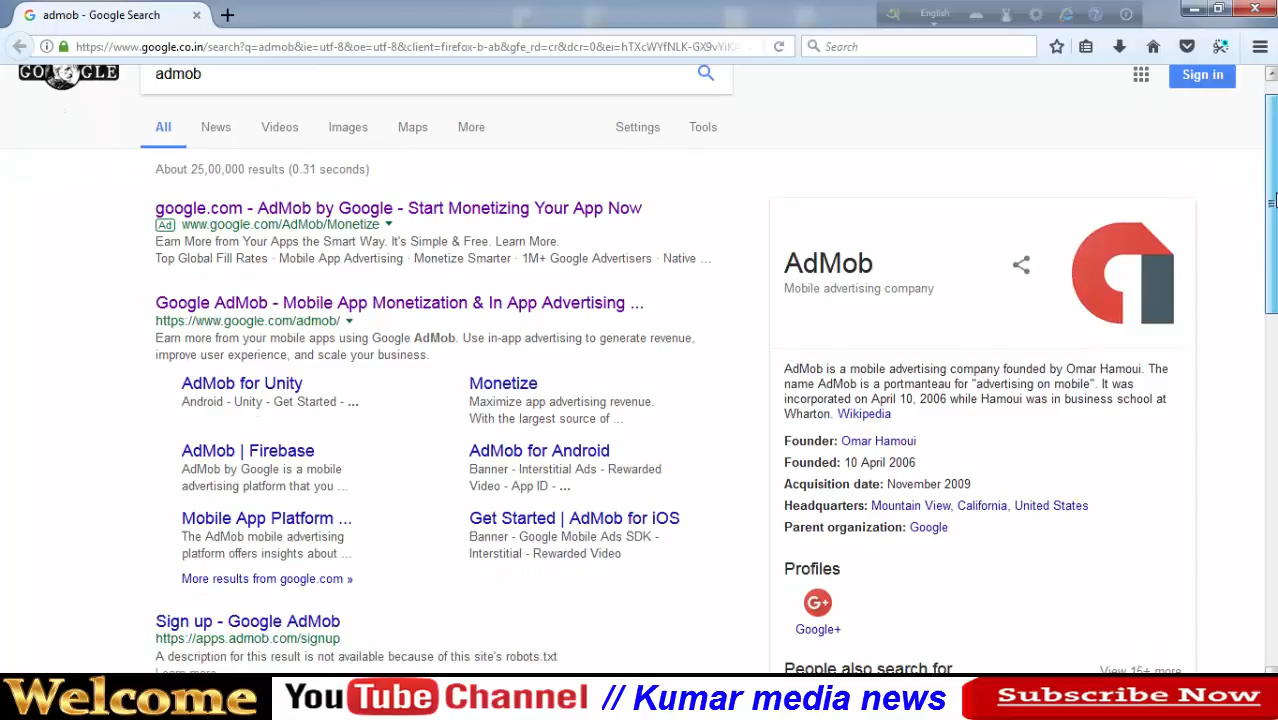 admob - Google Search
English
https://www.google.co.in/search?q=admob&ie=utf-8&oe=utf-8&client=firefox-b-ab&gfe_rd=cr&dcr=0&ei=hTXcWYfNLK-GX9vYiKA
Search
GOOGLE
admob
Sign in
All
News
Videos
Images
Maps
More
Settings
Tools
About 25,00,000 results (0.31 seconds)
google.com - AdMob by Google - Start Monetizing Your App Now
Ad www.google.com/AdMob/Monetize
Earn More from Your Apps the Smart Way. It's Simple & Free. Learn More.
Top Global Fill Rates · Mobile App Advertising · Monetize Smarter · 1M+ Google Advertisers · Native ...
Google AdMob - Mobile App Monetization & In App Advertising ...
https://www.google.com/admob/
Earn more from your mobile apps using Google AdMob. Use in-app advertising to generate revenue,
improve user experience, and scale your business.
AdMob for Unity
Android - Unity - Get Started - ...
Monetize
Maximize app advertising revenue.
With the largest source of ...
AdMob | Firebase
AdMob by Google is a mobile
advertising platform that you ...
AdMob for Android
Banner - Interstitial Ads - Rewarded
Video - App ID - ...
Mobile App Platform ...
The AdMob mobile advertising
platform offers insights about ...
Get Started | AdMob for iOS
Banner - Google Mobile Ads SDK -
Interstitial - Rewarded Video
More results from google.com »
Sign up - Google AdMob
https://apps.admob.com/signup
A description for this result is not available because of this site's robots.txt
Learn more
AdMob
Mobile advertising company
AdMob is a mobile advertising company founded by Omar Hamoui. The
name AdMob is a portmanteau for "advertising on mobile". It was
incorporated on April 10, 2006 while Hamoui was in business school at
Wharton. Wikipedia
Founder: Omar Hamoui
Founded: 10 April 2006
Acquisition date: November 2009
Headquarters: Mountain View, California, United States
Parent organization: Google
Profiles
G+
Google+
People also search for
View 15+ more
Welcome
YouTube Channel // Kumar media news
Subscribe Now